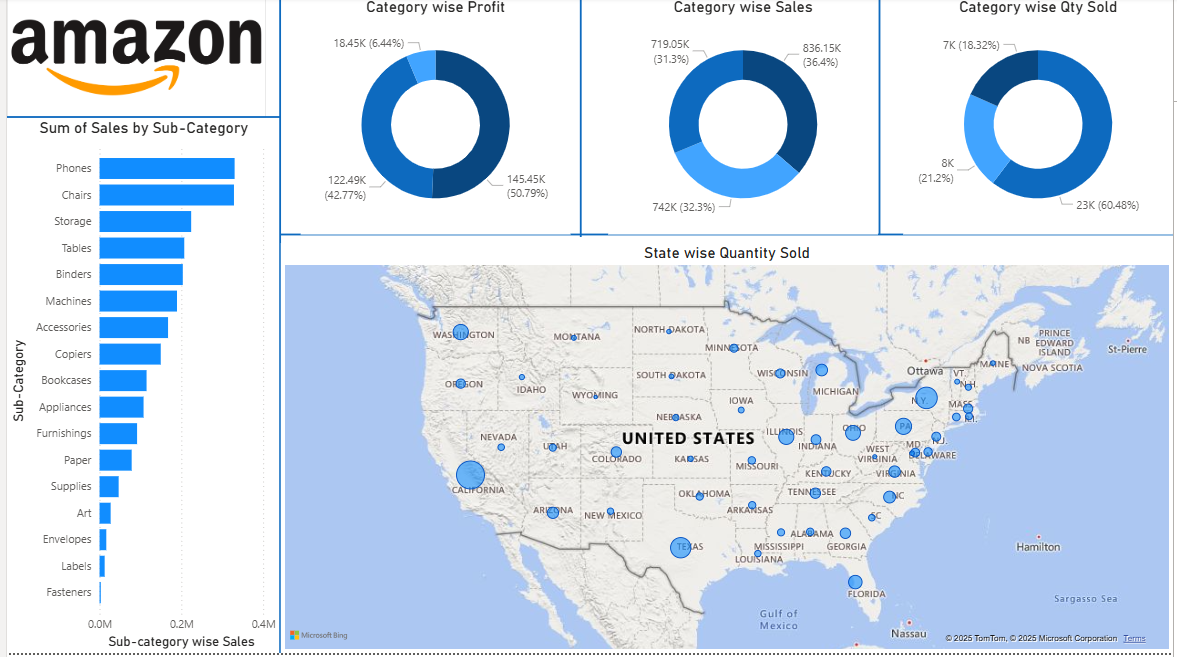 amazon
Sum of Sales by Sub-Category
Sub-Category
Phones
Chairs
Storage
Tables
Binders
Machines
Accessories
Copiers
Bookcases
Appliances
Furnishings
Paper
Supplies
Art
Envelopes
Labels
Fasteners
0.0M 0.2M 0.4M
Sub-category wise Sales
Category wise Profit
18.45K (6.44%)
122.49K
(42.77%)
145.45K
(50.79%)
Category wise Sales
719.05K
(31.3%)
836.15K
(36.4%)
742K (32.3%)
Category wise Qty Sold
7K (18.32%)
8K
(21.2%)
23K (60.48%)
State wise Quantity Sold
WASHINGTON
MONTANA
NORTH DAKOTA
MINNESOTA
OREGON
IDAHO
WYOMING
SOUTH DAKOTA
WISCONSIN
MICHIGAN
Ottawa
VT.
N.H.
MAINE
NB
PRINCE
EDWARD
ISLAND
NOVA SCOTIA
St-Pierre
NEVADA
UTAH
COLORADO
NEBRASKA
IOWA
UNITED STATES
ILLINOIS
INDIANA
OHIO
PA
N.Y.
MASS
R.I.
N.J.
MD
DELAWARE
WEST
VIRGINIA
VIRGINIA
KANSAS
MISSOURI
KENTUCKY
CALIFORNIA
ARIZONA
NEW MEXICO
OKLAHOMA
ARKANSAS
TENNESSEE
NC
SC
TEXAS
LOUISIANA
MISSISSIPPI
ALABAMA
GEORGIA
FLORIDA
Hamilton
Sargasso Sea
Gulf of
Mexico
Nassau
Microsoft Bing
© 2025 TomTom, © 2025 Microsoft Corporation Terms